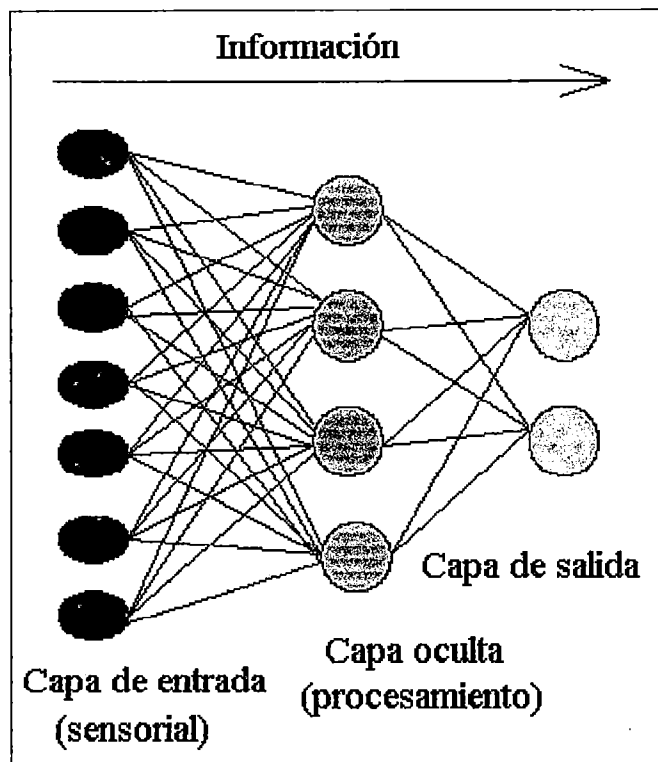 Información
Capa de salida
Capa oculta
(procesamiento)
Capa de entrada
(sensorial)